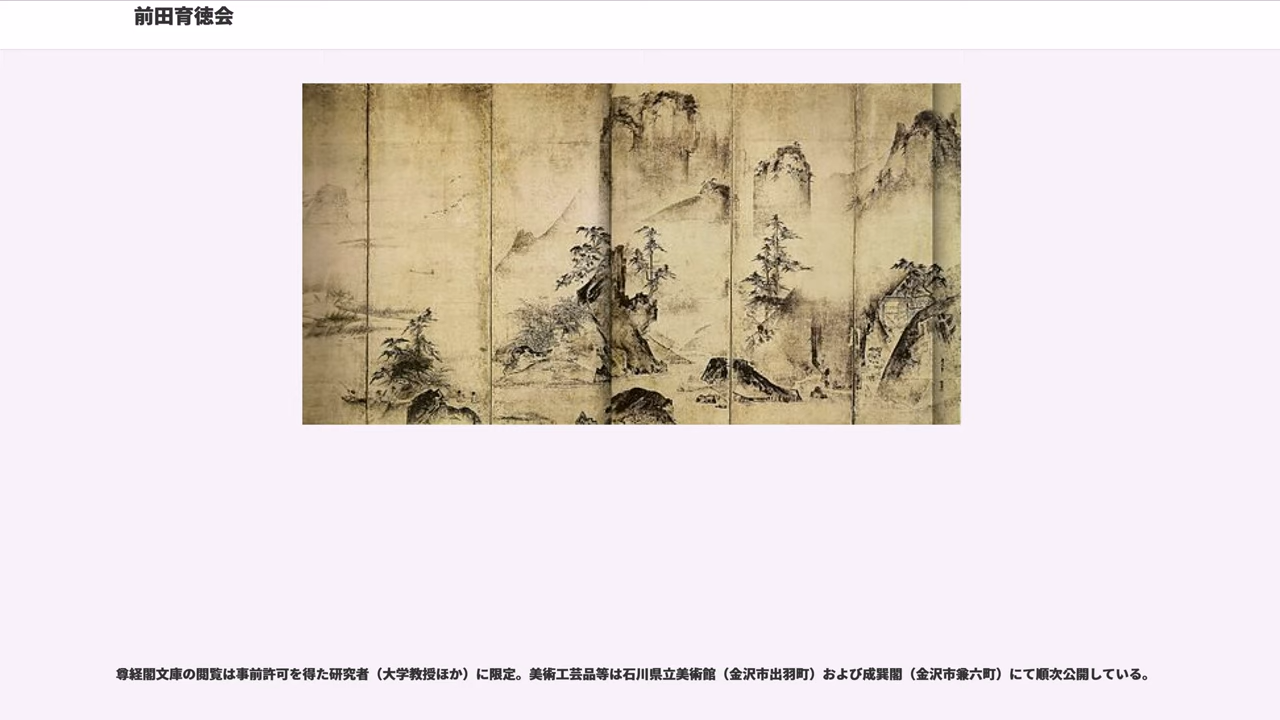 前田育徳会
尊経閣文庫の閲覧は事前許可を得た研究者（大学教授ほか）に限定。美術工芸品等は石川県立美術館（金沢市出羽町）および成巽閣（金沢市兼六町）にて順次公開している。